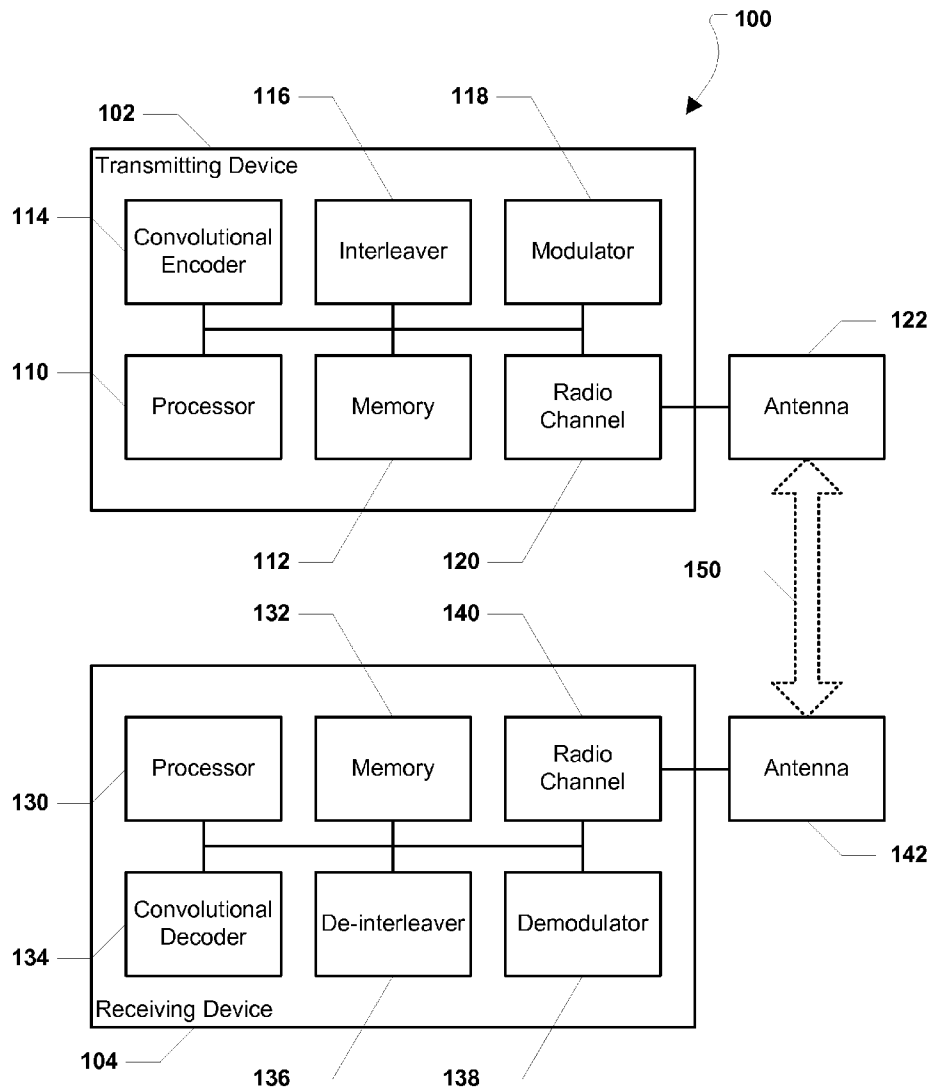 100
116
118
102
Transmitting Device
114
Convolutional
Encoder
Interleaver
Modulator
122
110
Processor
Memory
Radio
Channel
Antenna
112
120
150
132
140
Processor
Memory
Radio
Channel
Antenna
130
142
Convolutional
Decoder
De-interleaver
Demodulator
134
Receiving Device
104
136
138